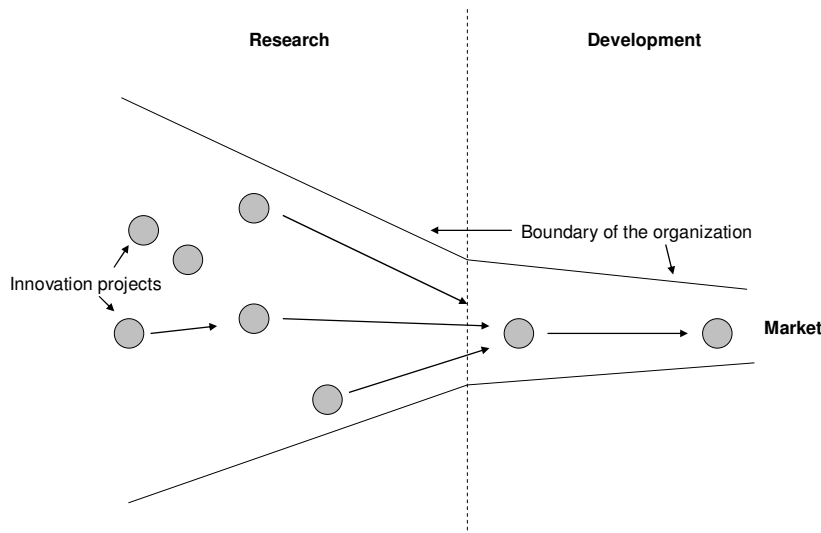 Research
Development
Boundary of the organization
Innovation projects
Market